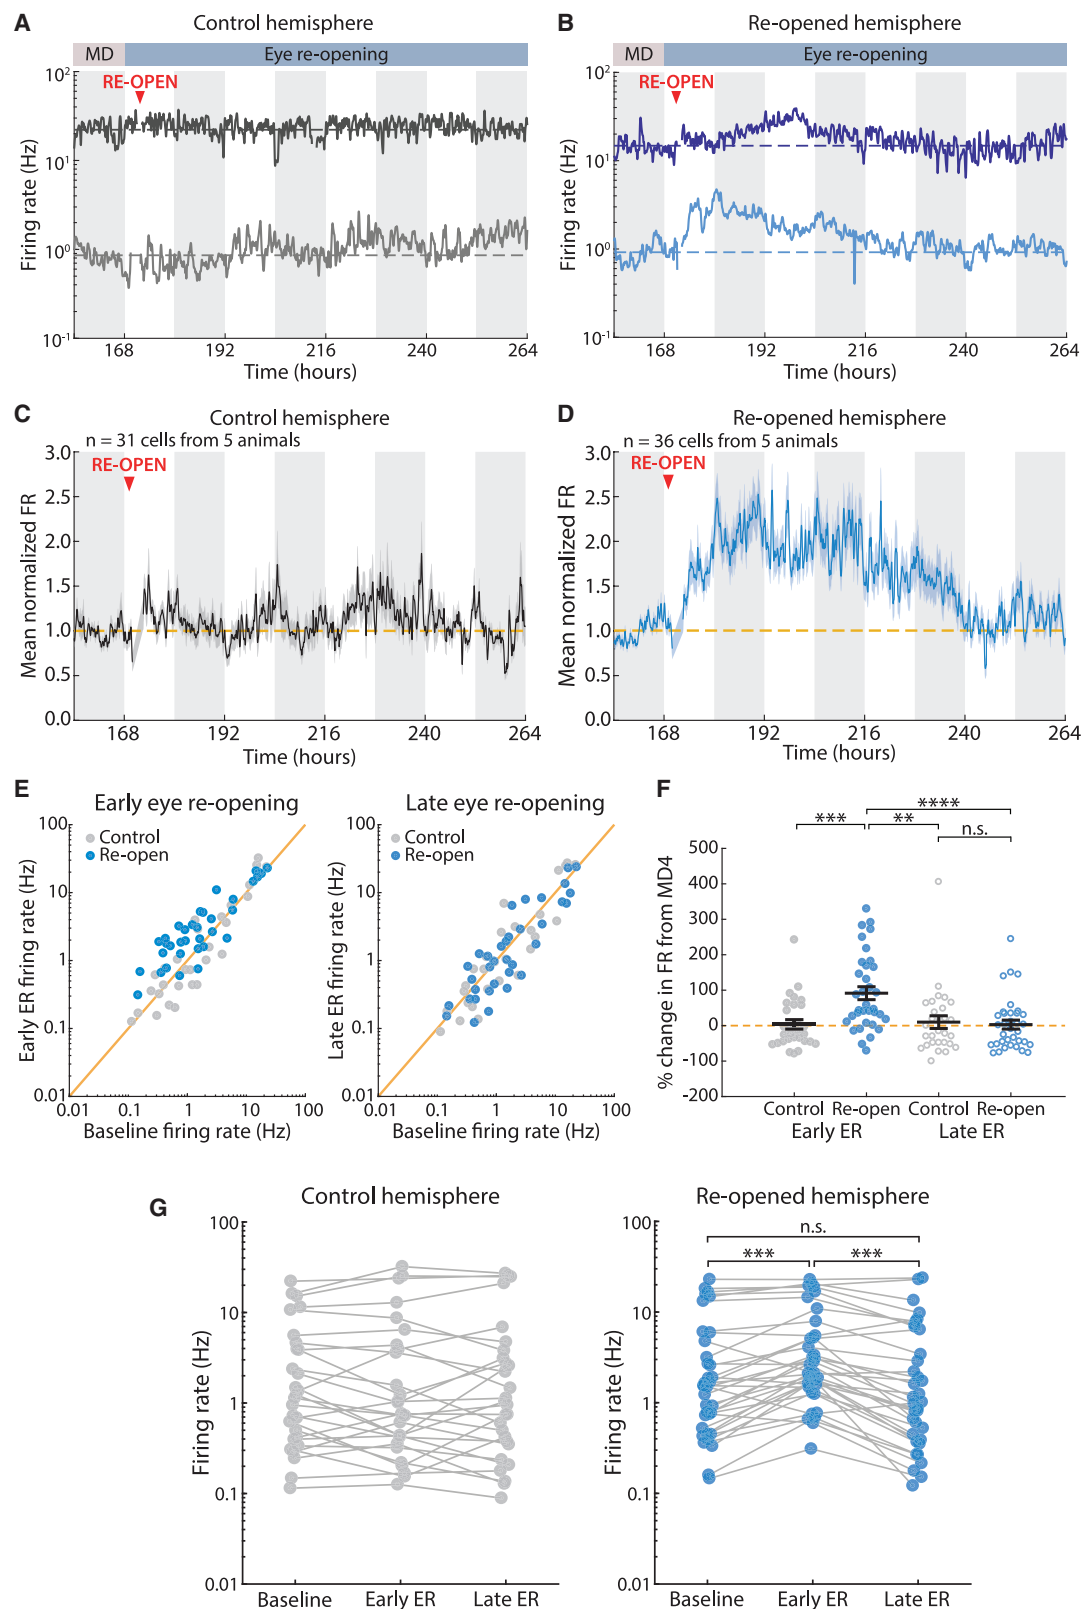 A
Control hemisphere
MD
Eye re-opening
RE-OPEN
Firing rate (Hz)
10²
10¹
10⁰
10⁻¹
168
192
216
240
264
Time (hours)
B
Re-opened hemisphere
MD
Eye re-opening
RE-OPEN
Firing rate (Hz)
10²
10¹
10⁰
10⁻¹
168
192
216
240
264
Time (hours)
C
Control hemisphere
n = 31 cells from 5 animals
RE-OPEN
Mean normalized FR
3.0
2.5
2.0
1.5
1.0
0.5
0.0
168
192
216
240
264
Time (hours)
D
Re-opened hemisphere
n = 36 cells from 5 animals
RE-OPEN
Mean normalized FR
3.0
2.5
2.0
1.5
1.0
0.5
0.0
168
192
216
240
264
Time (hours)
E
Early eye re-opening
Control
Re-open
Early ER firing rate (Hz)
100
10
1
0.1
0.01
0.01
0.1
1
10
100
Baseline firing rate (Hz)
Late eye re-opening
Control
Re-open
Late ER firing rate (Hz)
100
10
1
0.1
0.01
0.01
0.1
1
10
100
Baseline firing rate (Hz)
F
****
***
**
n.s.
% change in FR from MD4
500
400
300
200
100
0
-100
-200
Control
Re-open
Control
Re-open
Early ER
Late ER
G
Control hemisphere
Firing rate (Hz)
100
10
1
0.1
0.01
Baseline
Early ER
Late ER
Re-opened hemisphere
n.s.
***
***
Firing rate (Hz)
100
10
1
0.1
0.01
Baseline
Early ER
Late ER